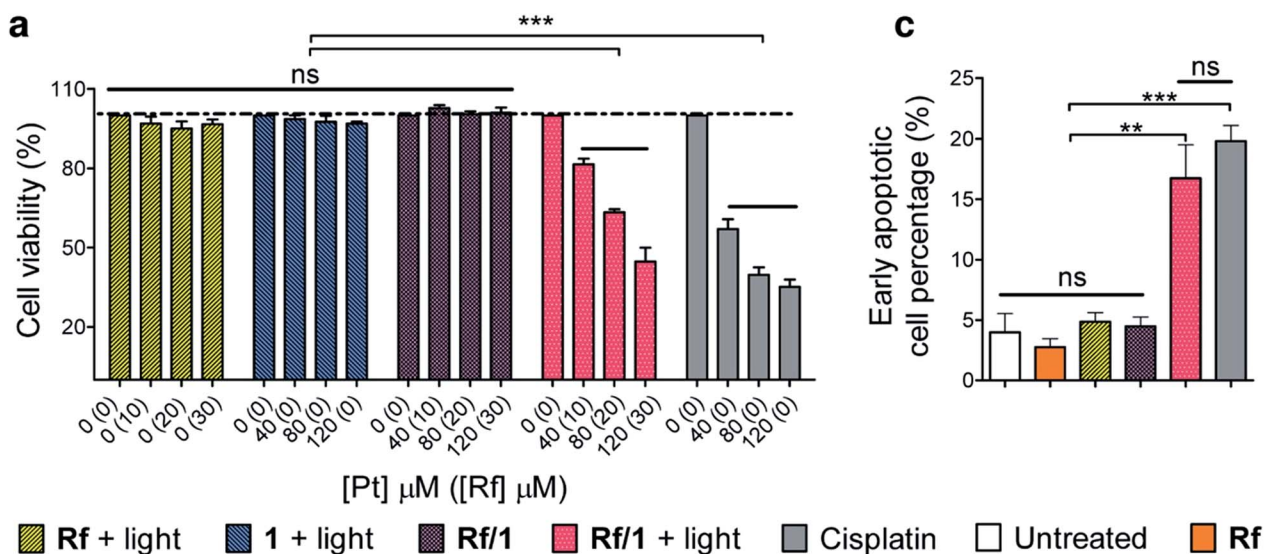 a
***
ns
110
80
50
20
Cell viability (%)
0 (0)
0 (10)
0 (20)
0 (30)
0 (0)
40 (0)
80 (0)
120 (0)
0 (0)
40 (10)
80 (20)
120 (30)
0 (0)
40 (10)
80 (20)
120 (30)
0 (0)
40 (0)
80 (0)
120 (0)
[Pt] μM ([Rf] μM)
c
ns
***
**
ns
25
20
15
10
5
0
Early apoptotic
cell percentage (%)
Rf + light
1 + light
Rf/1
Rf/1 + light
Cisplatin
Untreated
Rf